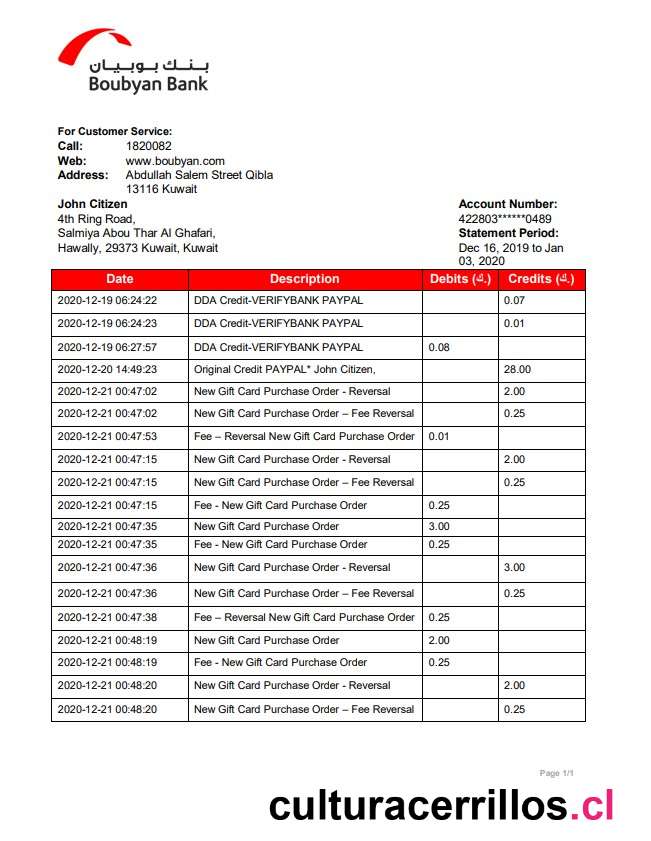 بنك بوبيان
Boubyan Bank
For Customer Service:
Call: 1820082
Web: www.boubyan.com
Address: Abdullah Salem Street Qibla
13116 Kuwait
John Citizen
4th Ring Road,
Salmiya Abou Thar Al Ghafari,
Hawally, 29373 Kuwait, Kuwait
Account Number:
422803******0489
Statement Period:
Dec 16, 2019 to Jan
03, 2020
Date Description Debits (ك.) Credits (ك.)
2020-12-19 06:24:22 DDA Credit-VERIFYBANK PAYPAL 0.07
2020-12-19 06:24:23 DDA Credit-VERIFYBANK PAYPAL 0.01
2020-12-19 06:27:57 DDA Credit-VERIFYBANK PAYPAL 0.08
2020-12-20 14:49:23 Original Credit PAYPAL* John Citizen, 28.00
2020-12-21 00:47:02 New Gift Card Purchase Order - Reversal 2.00
2020-12-21 00:47:02 New Gift Card Purchase Order – Fee Reversal 0.25
2020-12-21 00:47:53 Fee – Reversal New Gift Card Purchase Order 0.01
2020-12-21 00:47:15 New Gift Card Purchase Order - Reversal 2.00
2020-12-21 00:47:15 New Gift Card Purchase Order – Fee Reversal 0.25
2020-12-21 00:47:15 Fee - New Gift Card Purchase Order 0.25
2020-12-21 00:47:35 New Gift Card Purchase Order 3.00
2020-12-21 00:47:35 Fee - New Gift Card Purchase Order 0.25
2020-12-21 00:47:36 New Gift Card Purchase Order - Reversal 3.00
2020-12-21 00:47:36 New Gift Card Purchase Order – Fee Reversal 0.25
2020-12-21 00:47:38 Fee – Reversal New Gift Card Purchase Order 0.25
2020-12-21 00:48:19 New Gift Card Purchase Order 2.00
2020-12-21 00:48:19 Fee - New Gift Card Purchase Order 0.25
2020-12-21 00:48:20 New Gift Card Purchase Order - Reversal 2.00
2020-12-21 00:48:20 New Gift Card Purchase Order – Fee Reversal 0.25
Page 1/1
culturacerrillos.cl